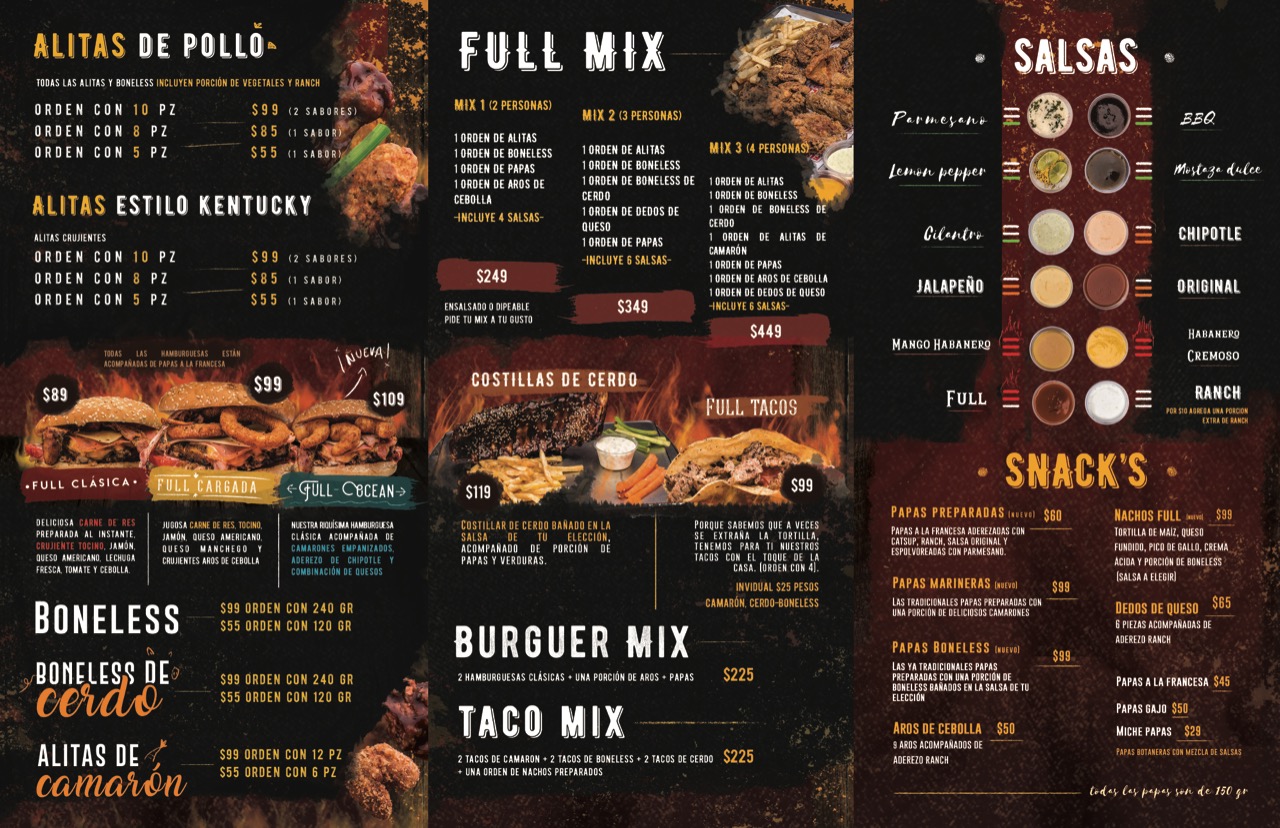 ALITAS DE POLLO
TODAS LAS ALITAS Y BONELESS INCLUYEN PORCIÓN DE VEGETALES Y RANCH
ORDEN CON 10 PZ $99 (2 SABORES)
ORDEN CON 8 PZ $85 (1 SABOR)
ORDEN CON 5 PZ $55 (1 SABOR)
ALITAS ESTILO KENTUCKY
ALITAS CRUJIENTES
ORDEN CON 10 PZ $99 (2 SABORES)
ORDEN CON 8 PZ $85 (1 SABOR)
ORDEN CON 5 PZ $55 (1 SABOR)
TODAS LAS HAMBURGUESAS ESTÁN
ACOMPAÑADAS DE PAPAS A LA FRANCESA
¡NUEVA!
$89
$99
$109
•FULL CLÁSICA•
FULL CARGADA
FULL OCEAN
DELICIOSA CARNE DE RES
PREPARADA AL INSTANTE,
CRUJIENTE TOCINO, JAMÓN,
QUESO AMERICANO, LECHUGA
FRESCA, TOMATE Y CEBOLLA.
JUGOSA CARNE DE RES, TOCINO,
JAMÓN, QUESO AMERICANO,
QUESO MANCHEGO Y
CRUJIENTES AROS DE CEBOLLA
NUESTRA RIQUÍSIMA HAMBURGUESA
CLÁSICA ACOMPAÑADA DE
CAMARONES EMPANIZADOS,
ADEREZO DE CHIPOTLE Y
COMBINACIÓN DE QUESOS
BONELESS
$99 ORDEN CON 240 GR
$55 ORDEN CON 120 GR
BONELESS DE
cerdo
$99 ORDEN CON 240 GR
$55 ORDEN CON 120 GR
ALITAS DE
camarón
$99 ORDEN CON 12 PZ
$55 ORDEN CON 6 PZ
FULL MIX
MIX 1 (2 PERSONAS)
1 ORDEN DE ALITAS
1 ORDEN DE BONELESS
1 ORDEN DE PAPAS
1 ORDEN DE AROS DE
CEBOLLA
-INCLUYE 4 SALSAS-
$249
ENSALSADO O DIPEABLE
PIDE TU MIX A TU GUSTO
MIX 2 (3 PERSONAS)
1 ORDEN DE ALITAS
1 ORDEN DE BONELESS
1 ORDEN DE BONELESS DE
CERDO
1 ORDEN DE DEDOS DE
QUESO
1 ORDEN DE PAPAS
-INCLUYE 6 SALSAS-
$349
MIX 3 (4 PERSONAS)
1 ORDEN DE ALITAS
1 ORDEN DE BONELESS
1 ORDEN DE BONELESS DE
CERDO
1 ORDEN DE ALITAS DE
CAMARÓN
1 ORDEN DE PAPAS
1 ORDEN DE AROS DE CEBOLLA
1 ORDEN DE DEDOS DE QUESO
-INCLUYE 6 SALSAS-
$449
COSTILLAS DE CERDO
$119
COSTILLAR DE CERDO BAÑADO EN LA
SALSA DE TU ELECCIÓN,
ACOMPAÑADO DE PORCIÓN DE
PAPAS Y VERDURAS.
FULL TACOS
$99
PORQUE SABEMOS QUE A VECES
SE EXTRAÑA LA TORTILLA,
TENEMOS PARA TI NUESTROS
TACOS CON EL TOQUE DE LA
CASA. (ORDEN CON 4).
INVIDUAL $25 PESOS
CAMARÓN, CERDO-BONELESS
BURGUER MIX
2 HAMBURGUESAS CLÁSICAS + UNA PORCIÓN DE AROS + PAPAS $225
TACO MIX
2 TACOS DE CAMARON + 2 TACOS DE BONELESS + 2 TACOS DE CERDO $225
+ UNA ORDEN DE NACHOS PREPARADOS
SALSAS
Parmesano BBQ
Lemon pepper Mostaza dulce
Cilantro CHIPOTLE
JALAPEÑO ORIGINAL
MANGO HABANERO HABANERO
CREMOSO
FULL RANCH
POR $10 AGREGA UNA PORCION
EXTRA DE RANCH
SNACK'S
PAPAS PREPARADAS (NUEVO) $60
PAPAS A LA FRANCESA ADEREZADAS CON
CATSUP, RANCH, SALSA ORIGINAL Y
ESPOLVOREADAS CON PARMESANO.
PAPAS MARINERAS (NUEVO) $99
LAS TRADICIONALES PAPAS PREPARADAS CON
UNA PORCIÓN DE DELICIOSOS CAMARONES
PAPAS BONELESS (NUEVO) $99
LAS YA TRADICIONALES PAPAS
PREPARADAS CON UNA PORCIÓN DE
BONELESS BAÑADOS EN LA SALSA DE TU
ELECCIÓN
AROS DE CEBOLLA $50
9 AROS ACOMPAÑADOS DE
ADEREZO RANCH
NACHOS FULL (NUEVO) $99
TORTILLA DE MAIZ, QUESO
FUNDIDO, PICO DE GALLO, CREMA
ACIDA Y PORCIÓN DE BONELESS
(SALSA A ELEGIR)
DEDOS DE QUESO $65
6 PIEZAS ACOMPAÑADAS DE
ADEREZO RANCH
PAPAS A LA FRANCESA $45
PAPAS GAJO $50
MICHE PAPAS $29
PAPAS BOTANERAS CON MEZCLA DE SALSAS
todas las papas son de 150 gr